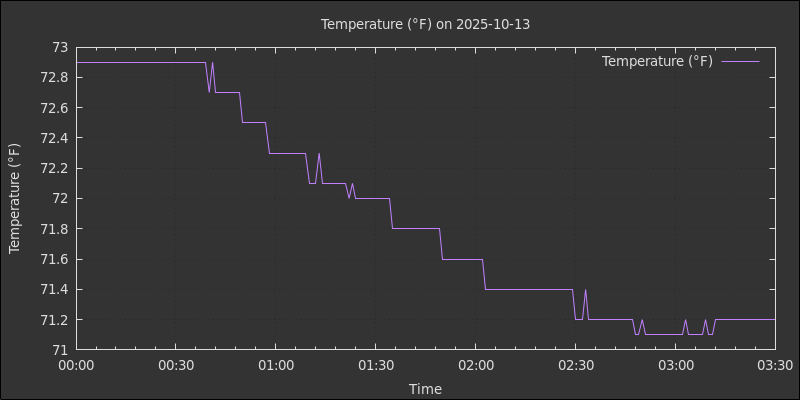 Temperature (°F) on 2025-10-13
Temperature (°F)
Temperature (°F)
73
72.8
72.6
72.4
72.2
72
71.8
71.6
71.4
71.2
71
00:00 00:30 01:00 01:30 02:00 02:30 03:00 03:30
Time